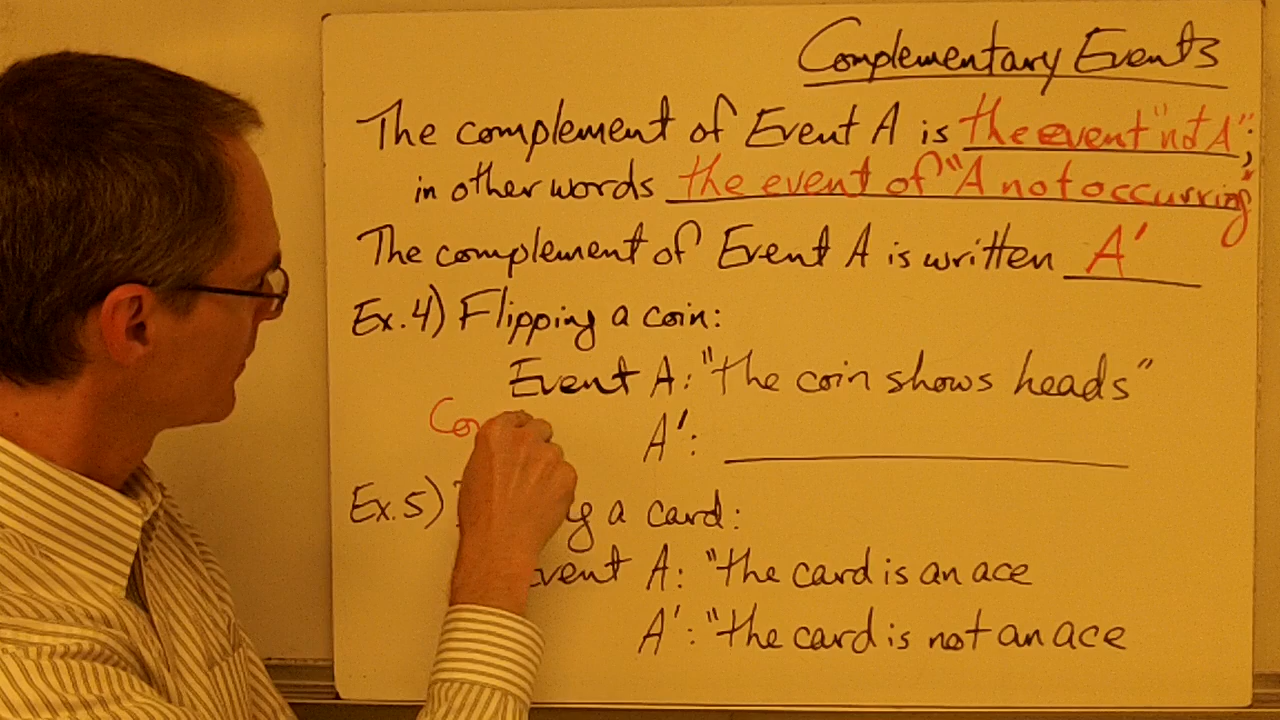 Complementary Events
The complement of Event A is the event "not A";
in other words the event of "A not occurring"
The complement of Event A is written A'
Ex. 4) Flipping a coin:
Event A: "the coin shows heads"
Co A':
Ex. 5) a card:
Event A: "the card is an ace
A': "the card is not an ace